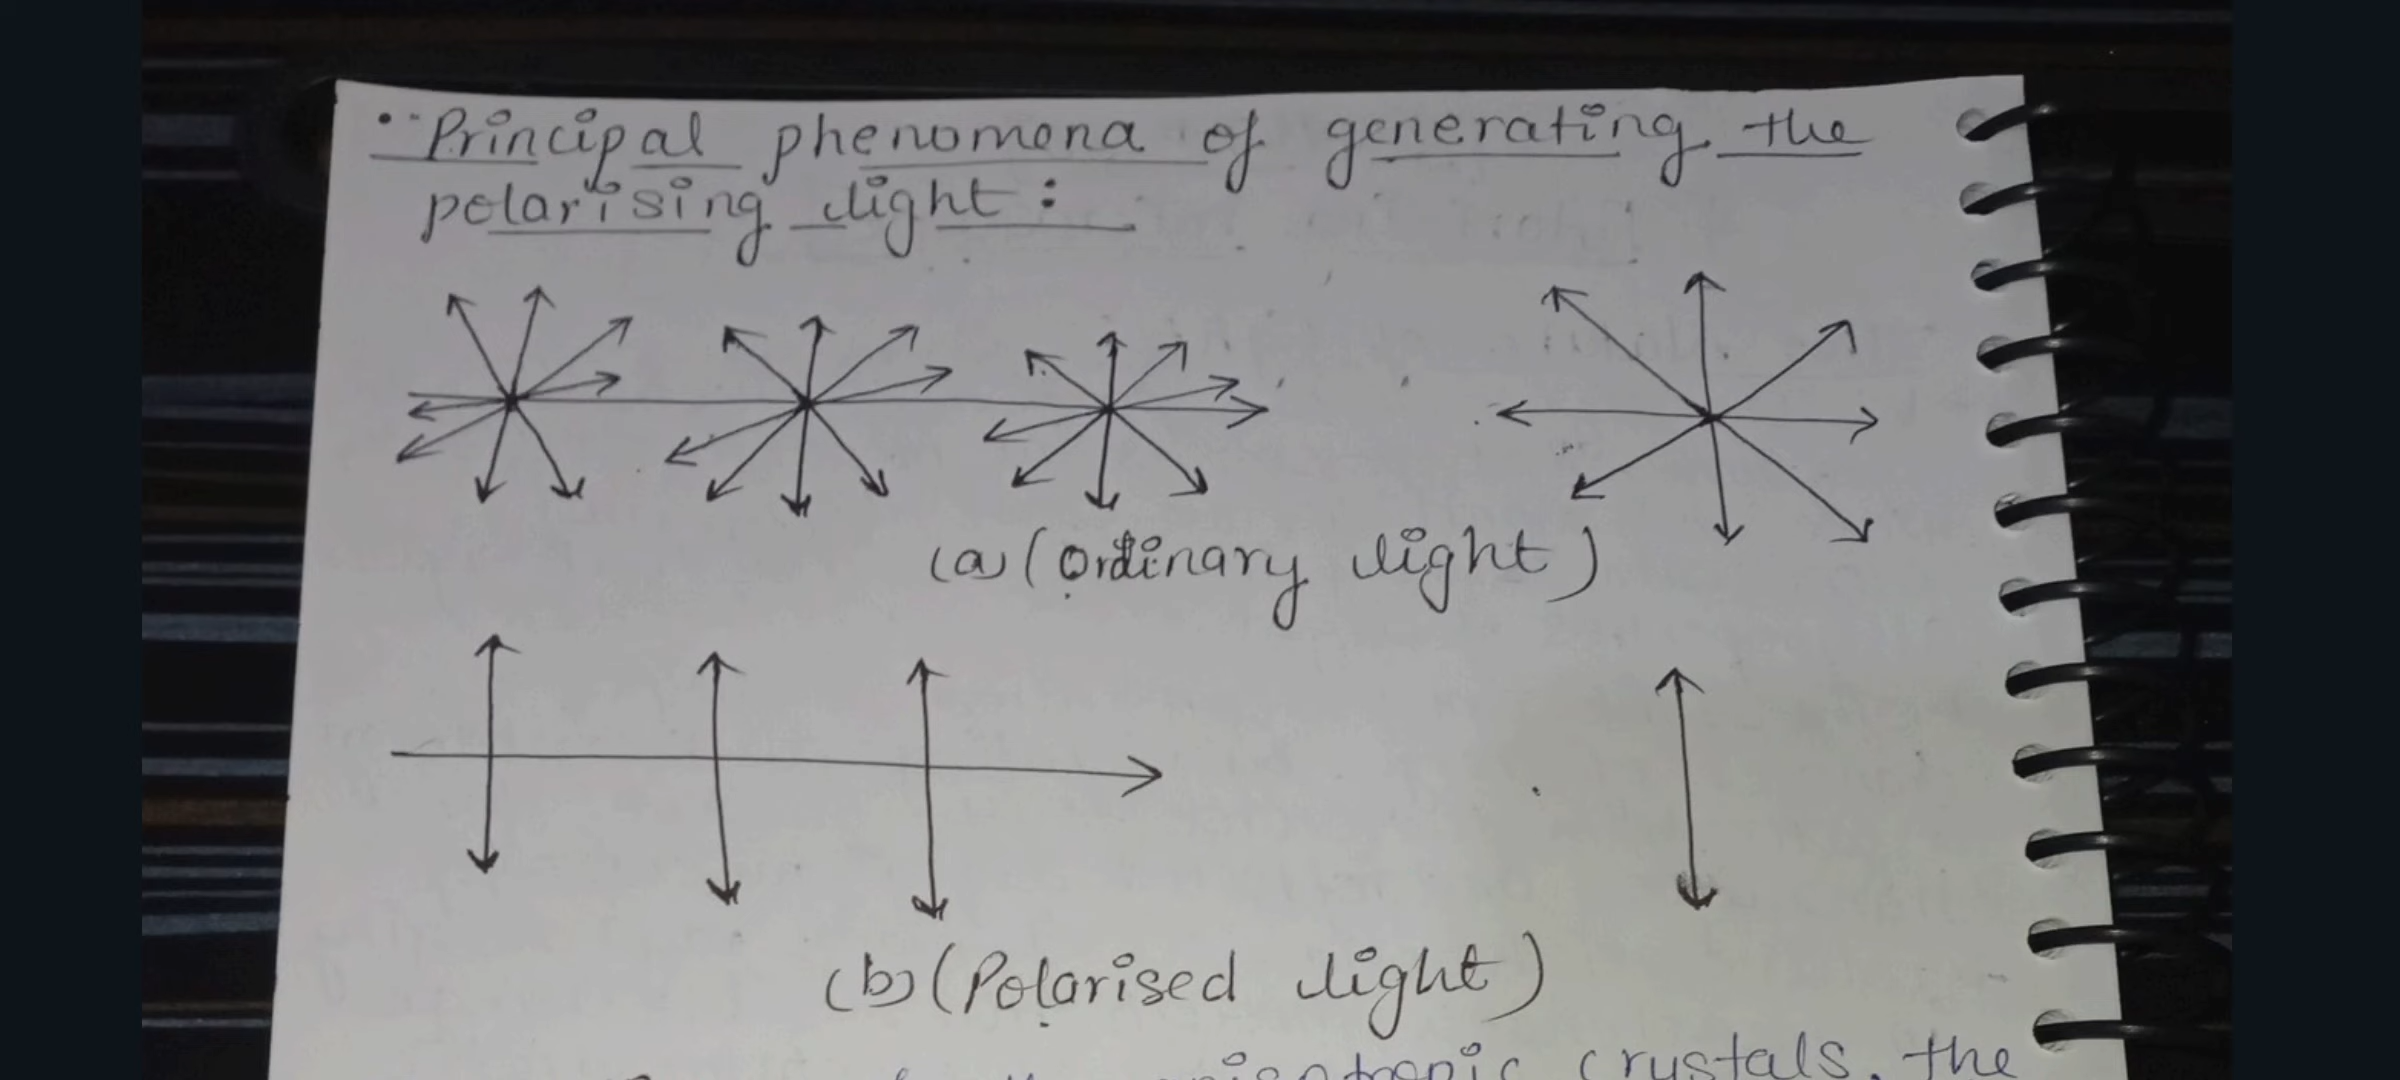 Principal phenomena of generating the
polarising light :
(a) (Ordinary light)
(b) (Polarised light)
crystals, the